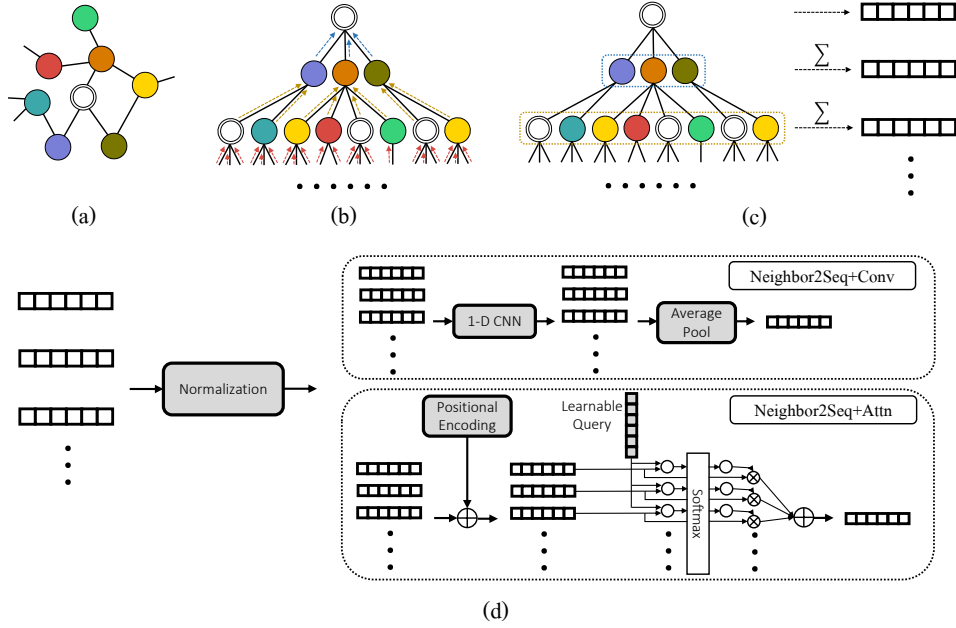 ∑
∑
(a)
(b)
(c)
Neighbor2Seq+Conv
1-D CNN
Average
Pool
Normalization
Neighbor2Seq+Attn
Positional
Encoding
Learnable
Query
Softmax
(d)